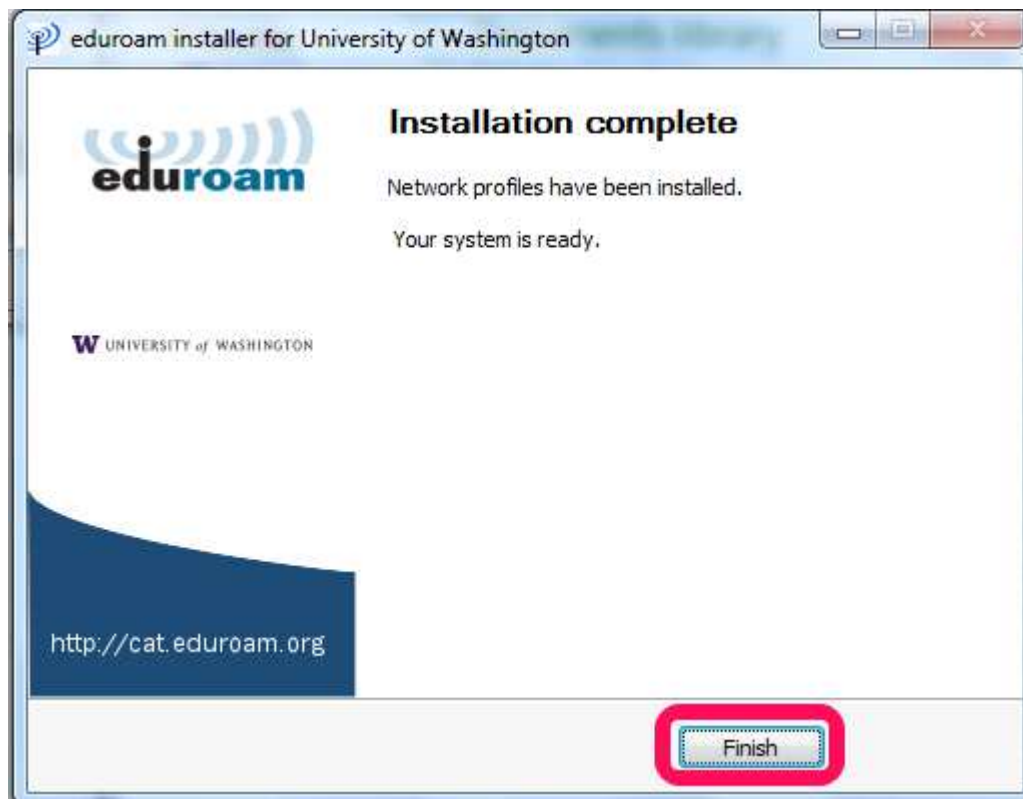 eduroam installer for University of Washington
eduroam
Installation complete
Network profiles have been installed.
Your system is ready.
W UNIVERSITY of WASHINGTON
http://cat.eduroam.org
Finish